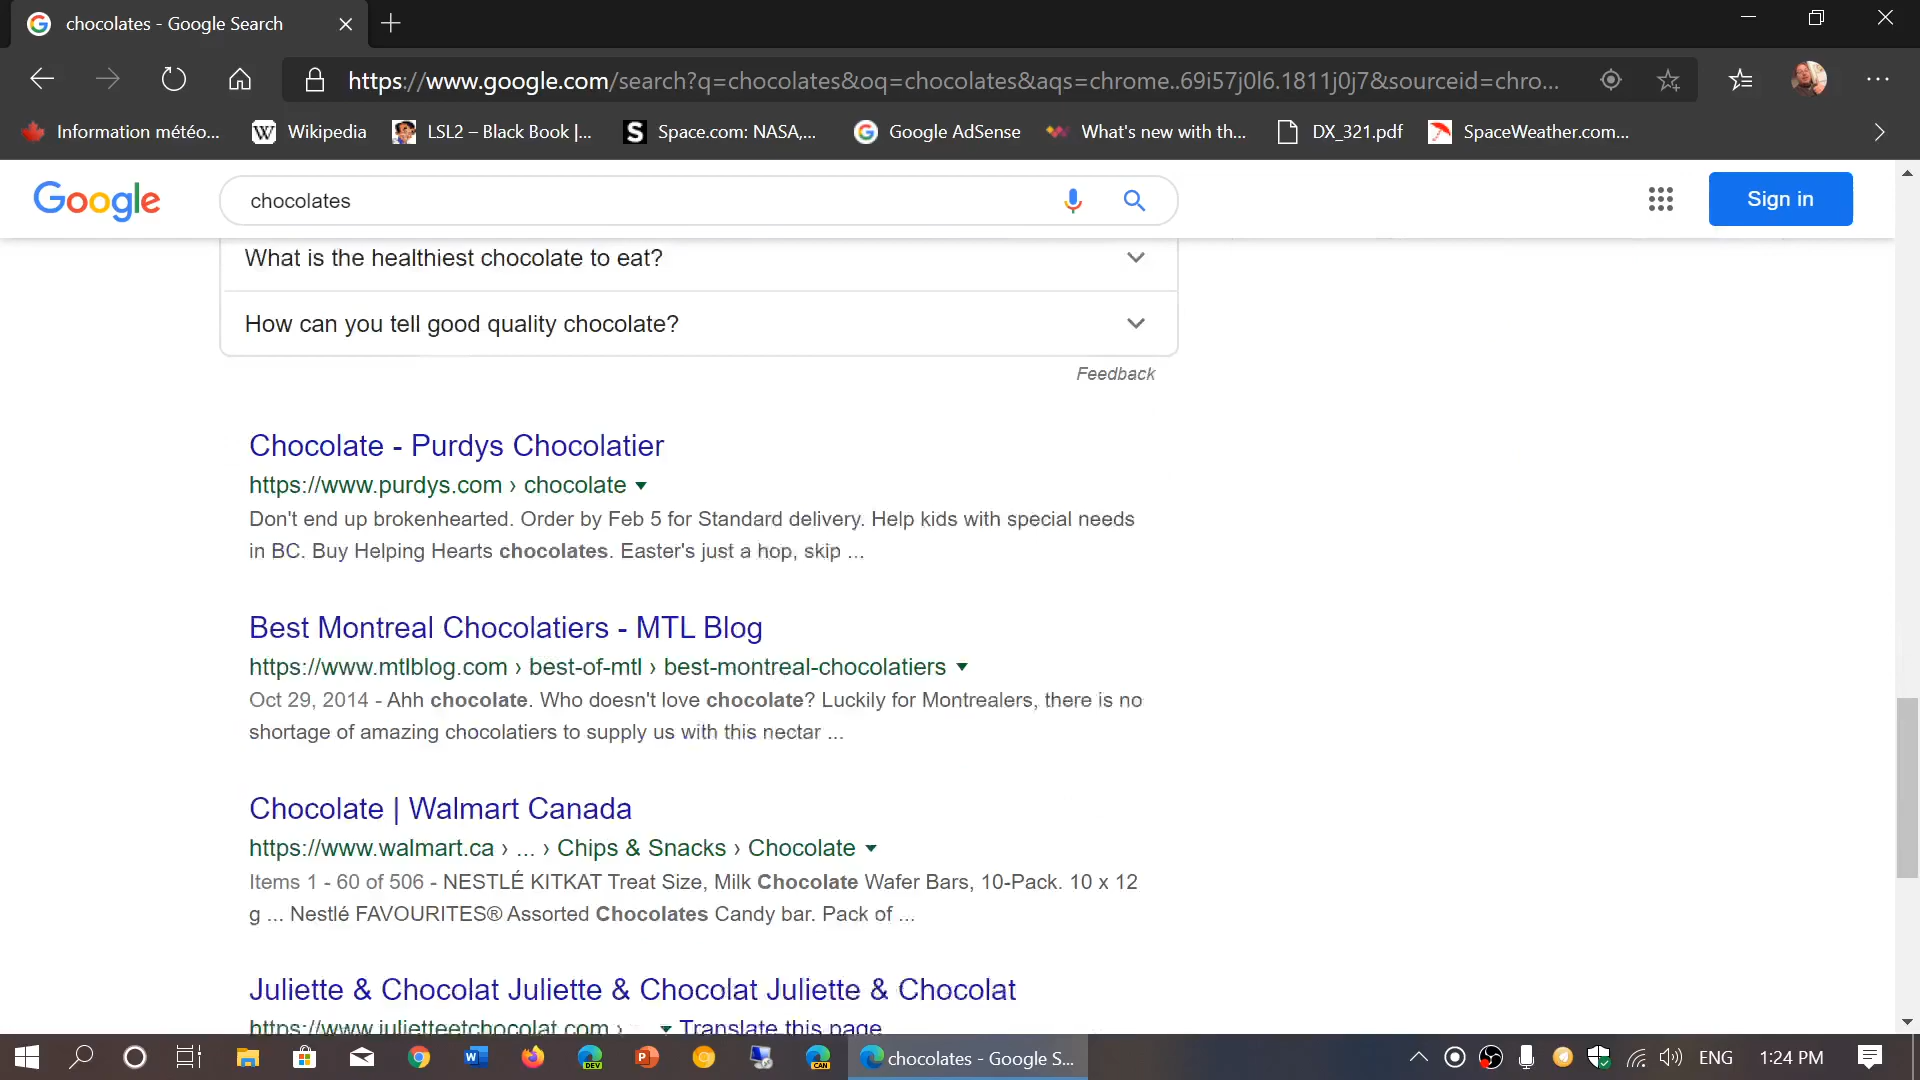 chocolates - Google Search
https://www.google.com/search?q=chocolates&oq=chocolates&aqs=chrome..69i57j0l6.1811j0j7&sourceid=chro...
Information météo... Wikipedia LSL2 – Black Book |... Space.com: NASA,... Google AdSense What's new with th... DX_321.pdf SpaceWeather.com...
Google chocolates Sign in
What is the healthiest chocolate to eat?
How can you tell good quality chocolate?
Feedback
Chocolate - Purdys Chocolatier
https://www.purdys.com › chocolate
Don't end up brokenhearted. Order by Feb 5 for Standard delivery. Help kids with special needs
in BC. Buy Helping Hearts chocolates. Easter's just a hop, skip ...
Best Montreal Chocolatiers - MTL Blog
https://www.mtlblog.com › best-of-mtl › best-montreal-chocolatiers
Oct 29, 2014 - Ahh chocolate. Who doesn't love chocolate? Luckily for Montrealers, there is no
shortage of amazing chocolatiers to supply us with this nectar ...
Chocolate | Walmart Canada
https://www.walmart.ca › ... › Chips & Snacks › Chocolate
Items 1 - 60 of 506 - NESTLÉ KITKAT Treat Size, Milk Chocolate Wafer Bars, 10-Pack. 10 x 12
g ... Nestlé FAVOURITES® Assorted Chocolates Candy bar. Pack of ...
Juliette & Chocolat Juliette & Chocolat Juliette & Chocolat
https://www.julietteetchocolat.com › Translate this page
DEV CAN chocolates - Google S... ENG 1:24 PM